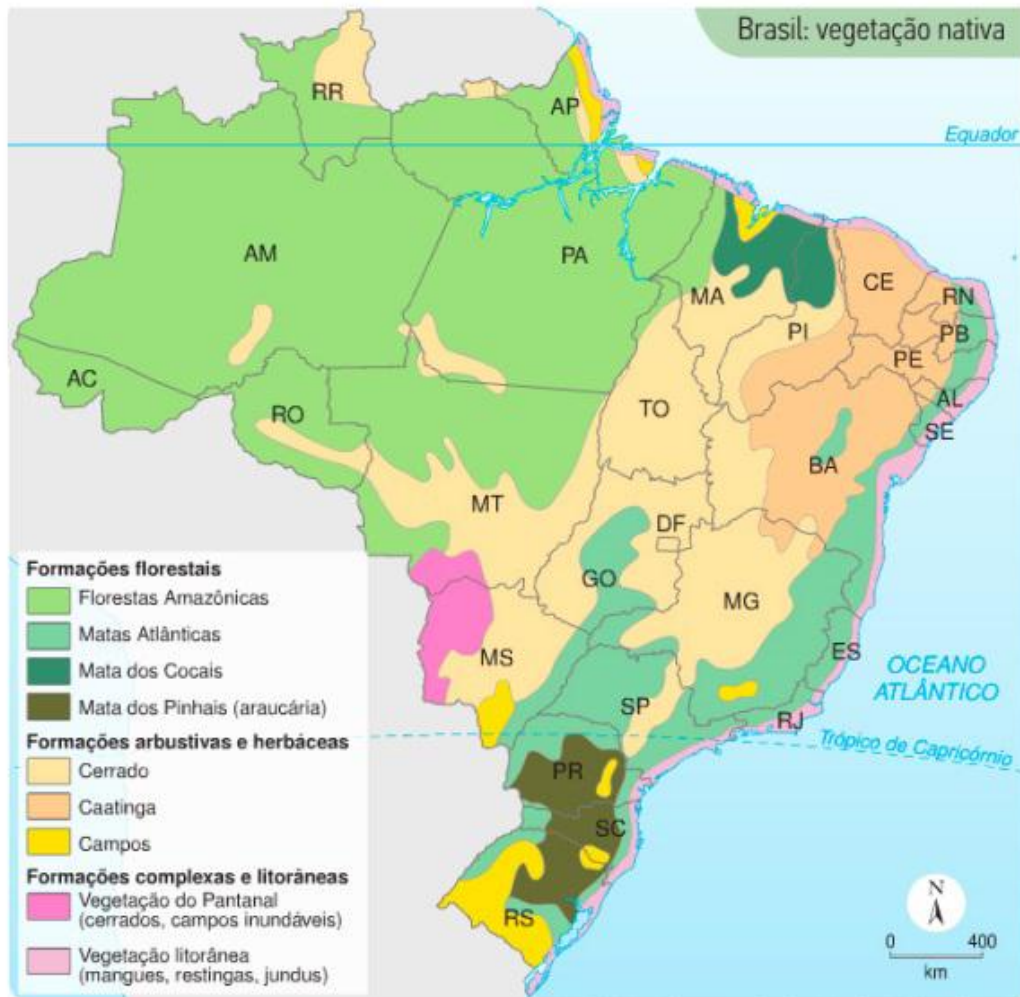 Brasil: vegetação nativa
RR
AP
Equador
AM
PA
MA
CE
RN
PB
PI
PE
AC
AL
TO
SE
RO
BA
MT
DF
GO
MG
ES
MS
OCEANO
ATLÂNTICO
SP
RJ
Trópico de Capricórnio
PR
SC
RS
Formações florestais
Florestas Amazônicas
Matas Atlânticas
Mata dos Cocais
Mata dos Pinhais (araucária)
Formações arbustivas e herbáceas
Cerrado
Caatinga
Campos
Formações complexas e litorâneas
Vegetação do Pantanal
(cerrados, campos inundáveis)
Vegetação litorânea
(mangues, restingas, jundus)
N
0 400
km